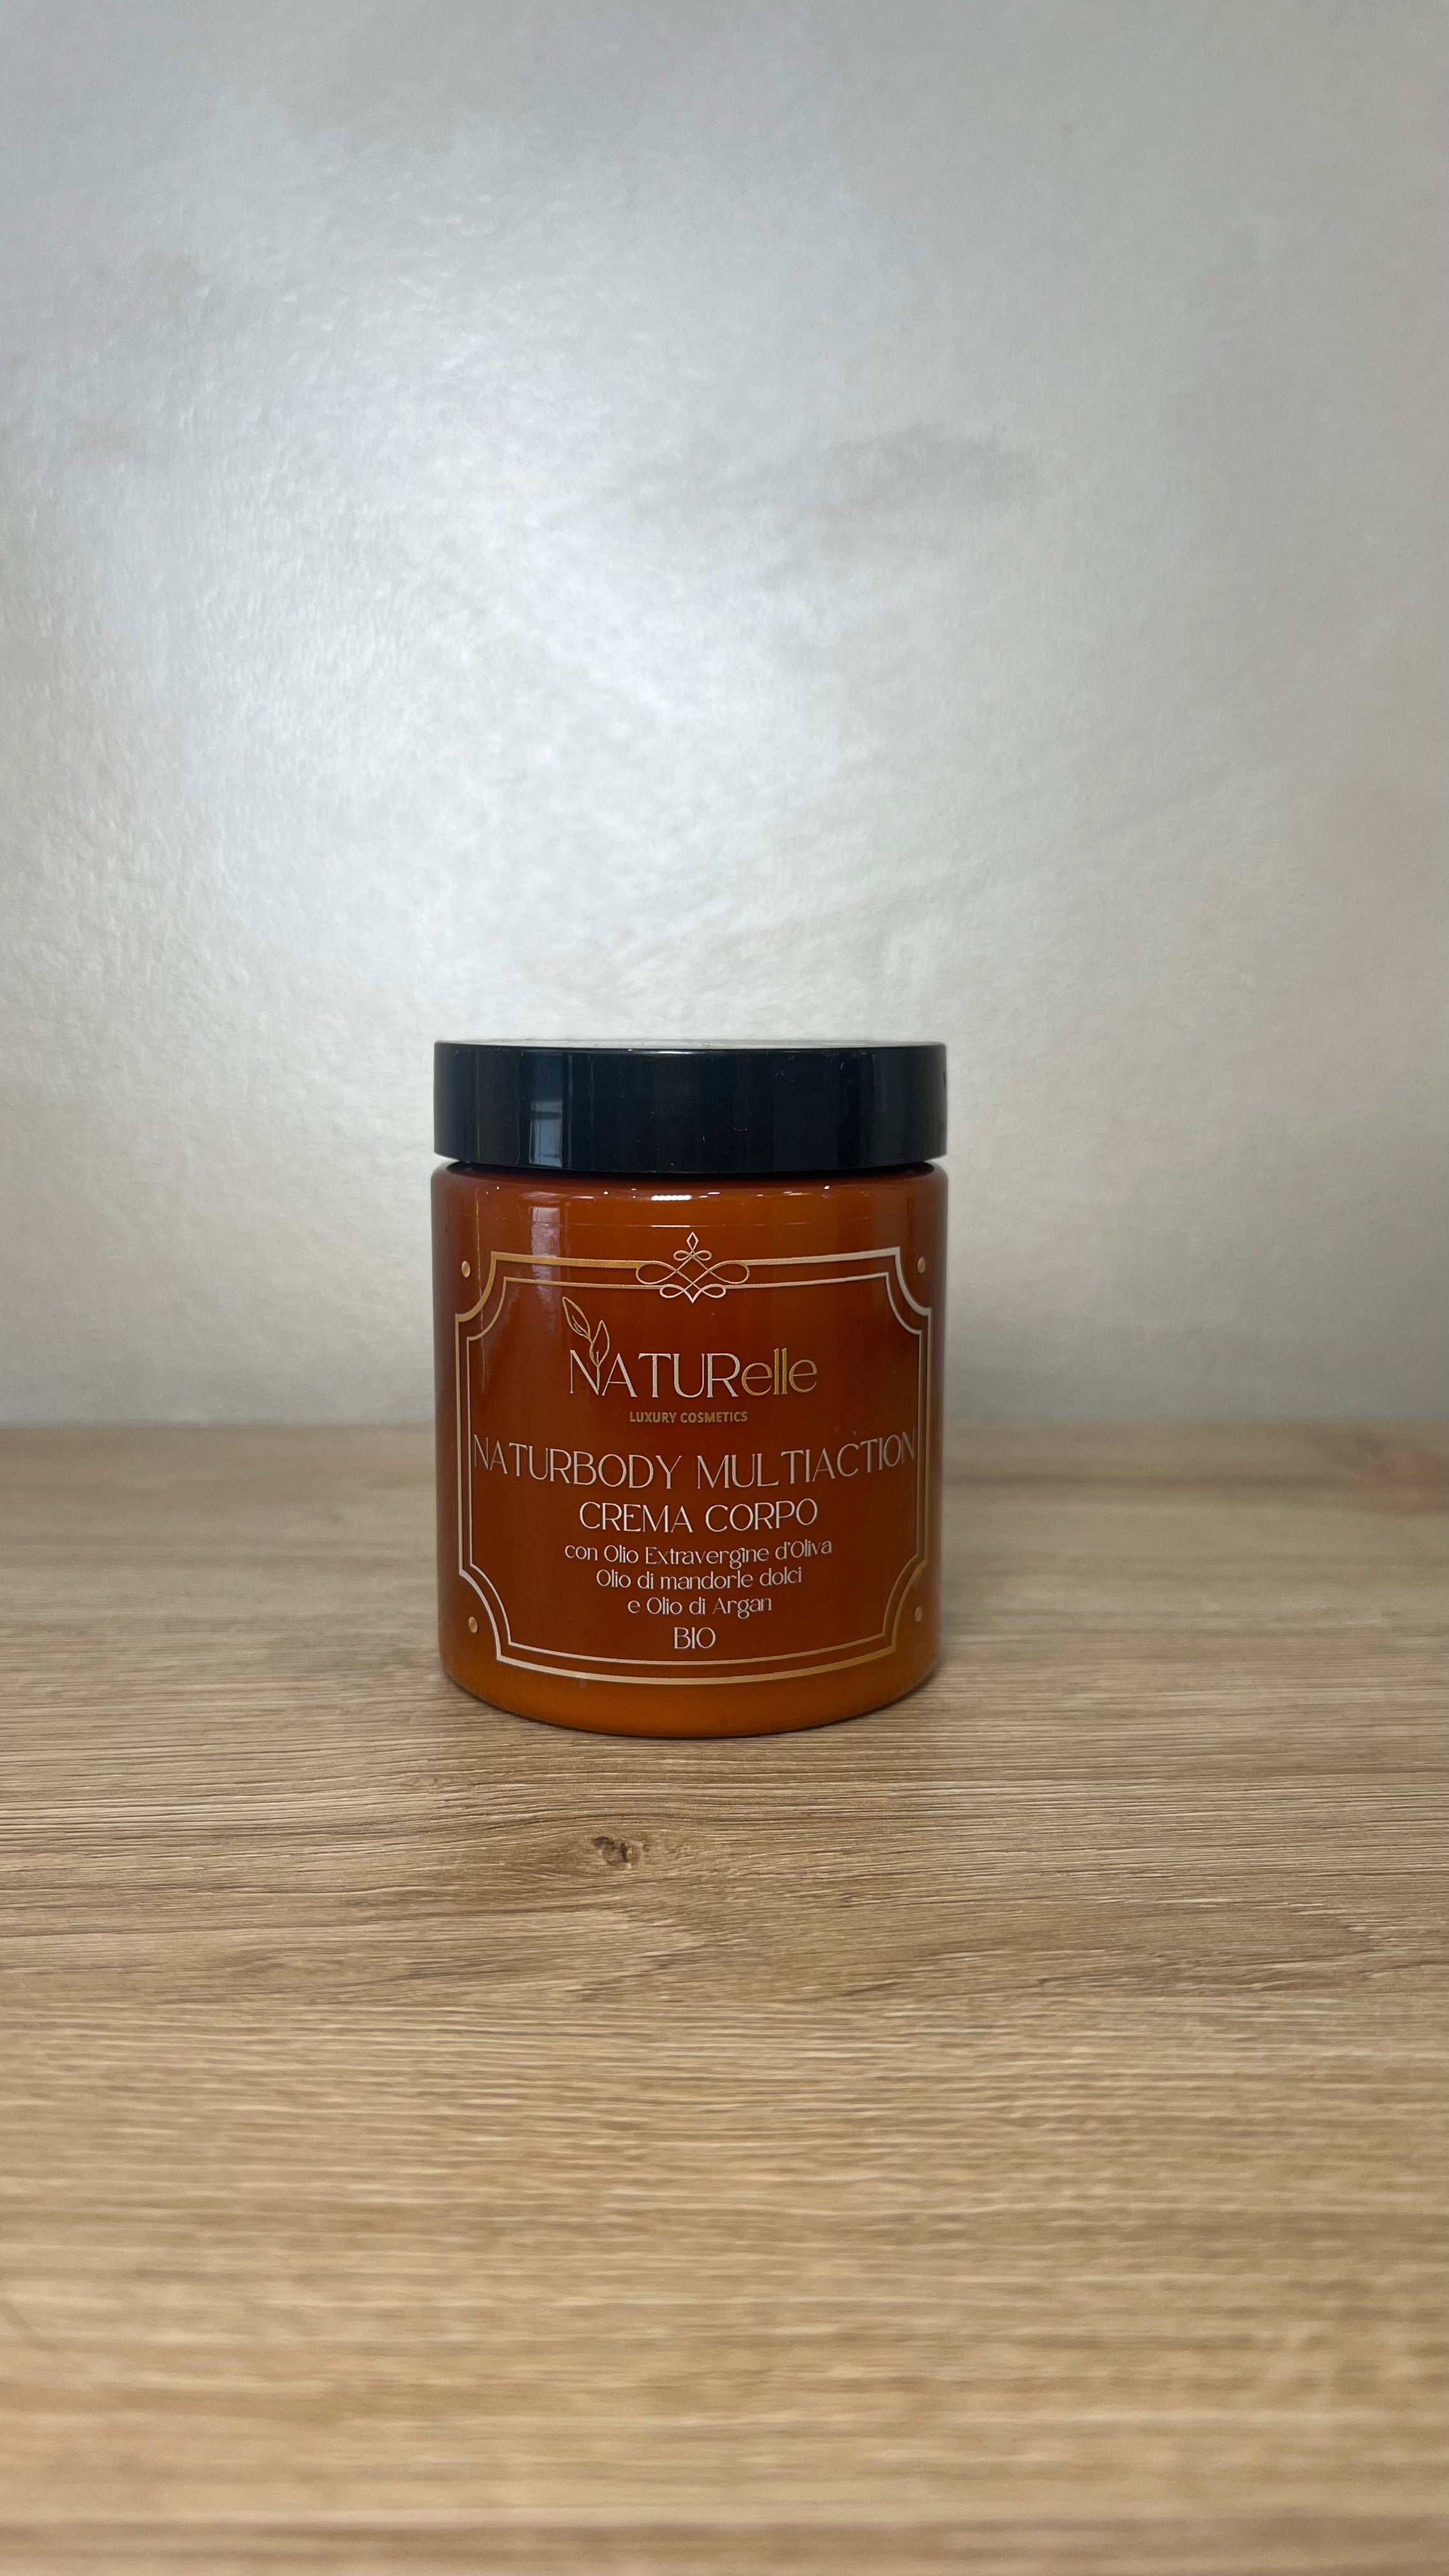 NATURelle
LUXURY COSMETICS
NATURBODY MULTIACTION
CREMA CORPO
con Olio Extravergine d'Oliva
Olio di mandorle dolci
e Olio di Argan
BIO